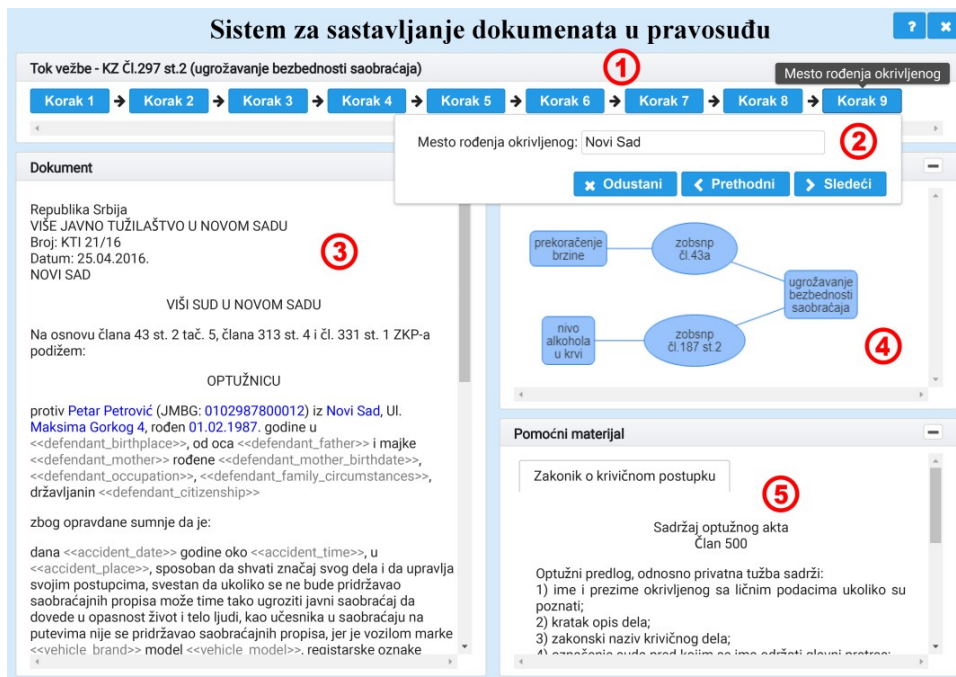 Sistem za sastavljanje dokumenata u pravosuđu
?
×
Tok vežbe - KZ Čl.297 st.2 (ugrožavanje bezbednosti saobraćaja)
1
Mesto rođenja okrivljenog
Korak 1
Korak 2
Korak 3
Korak 4
Korak 5
Korak 6
Korak 7
Korak 8
Korak 9
Mesto rođenja okrivljenog: Novi Sad
2
Odustani
Prethodni
Sledeći
Dokument
Republika Srbija
VIŠE JAVNO TUŽILAŠTVO U NOVOM SADU
Broj: KTI 21/16
Datum: 25.04.2016.
NOVI SAD
3
VIŠI SUD U NOVOM SADU
Na osnovu člana 43 st. 2 tač. 5, člana 313 st. 4 i čl. 331 st. 1 ZKP-a
podižem:
OPTUŽNICU
protiv Petar Petrović (JMBG: 0102987800012) iz Novi Sad, Ul.
Maksima Gorkog 4, rođen 01.02.1987. godine u
<<defendant_birthplace>>, od oca <<defendant_father>> i majke
<<defendant_mother>> rođene <<defendant_mother_birthdate>>,
<<defendant_occupation>>, <<defendant_family_circumstances>>,
državljanin <<defendant_citizenship>>
zbog opravdane sumnje da je:
dana <<accident_date>> godine oko <<accident_time>>, u
<<accident_place>>, sposoban da shvati značaj svog dela i da upravlja
svojim postupcima, svestan da ukoliko se ne bude pridržavao
saobraćajnih propisa može time tako ugroziti javni saobraćaj da
dovede u opasnost život i telo ljudi, kao učesnika u saobraćaju na
putevima nije se pridržavao saobraćajnih propisa, jer je vozilom marke
<<vehicle_brand>> model <<vehicle_model>>, registarske oznake
prekoračenje
brzine
zobsnp
čl.43a
ugrožavanje
bezbednosti
saobraćaja
nivo
alkohola
u krvi
zobsnp
čl.187 st.2
4
Pomoćni materijal
Zakonik o krivičnom postupku
5
Sadržaj optužnog akta
Član 500
Optužni predlog, odnosno privatna tužba sadrži:
1) ime i prezime okrivljenog sa ličnim podacima ukoliko su
poznati;
2) kratak opis dela;
3) zakonski naziv krivičnog dela;
4) označenje suda pred kojim se ima održati glavni pretres;